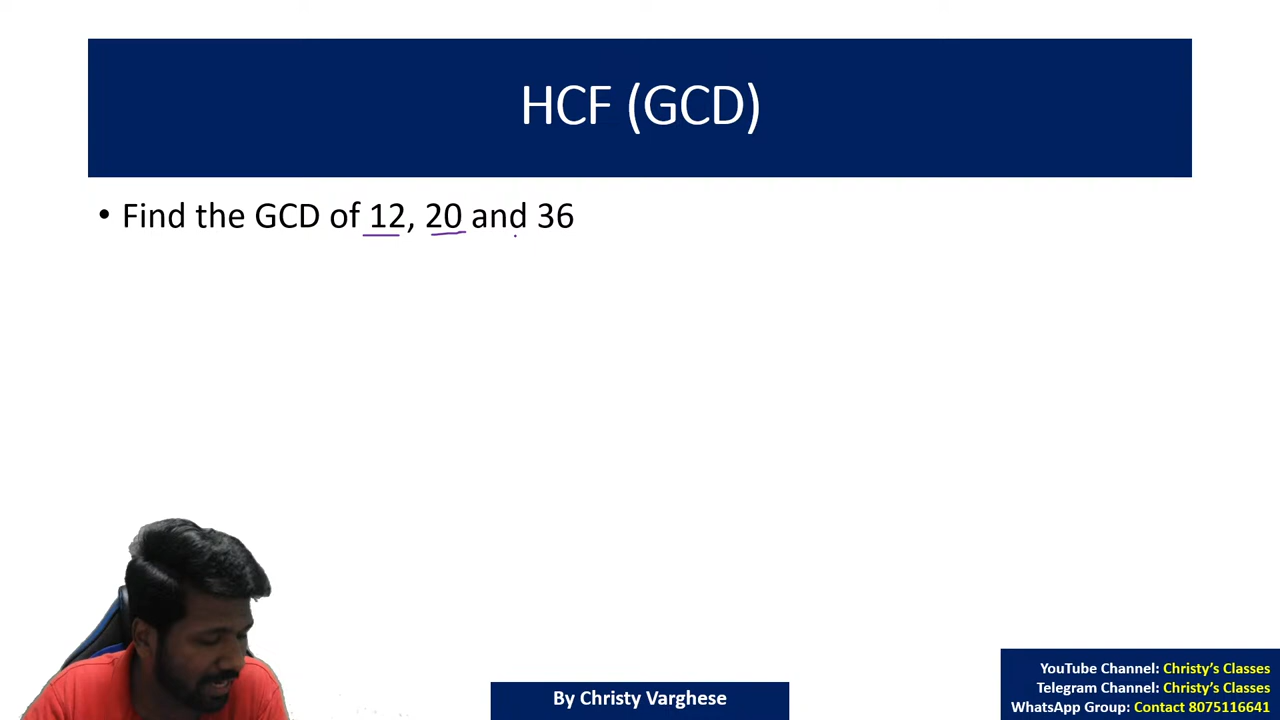 HCF (GCD)
• Find the GCD of 12, 20 and 36
By Christy Varghese
YouTube Channel: Christy's Classes
Telegram Channel: Christy's Classes
WhatsApp Group: Contact 8075116641